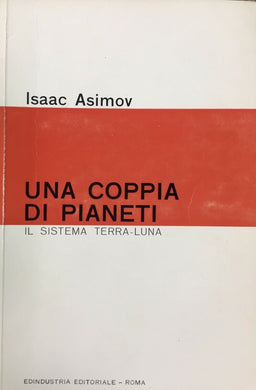 Isaac Asimov
UNA COPPIA
DI PIANETI
IL SISTEMA TERRA-LUNA
EDINDUSTRIA EDITORIALE – ROMA